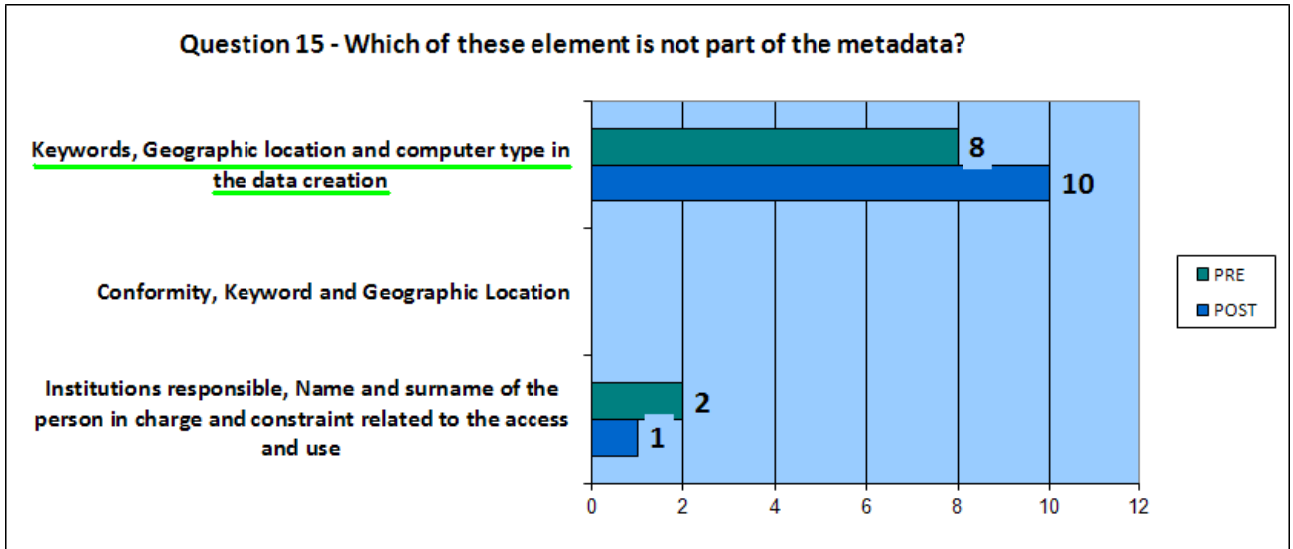 Question 15 - Which of these element is not part of the metadata?
Keywords, Geographic location and computer type in
the data creation
8
10
Conformity, Keyword and Geographic Location
Institutions responsible, Name and surname of the
person in charge and constraint related to the access
and use
2
1
PRE
POST
0 2 4 6 8 10 12